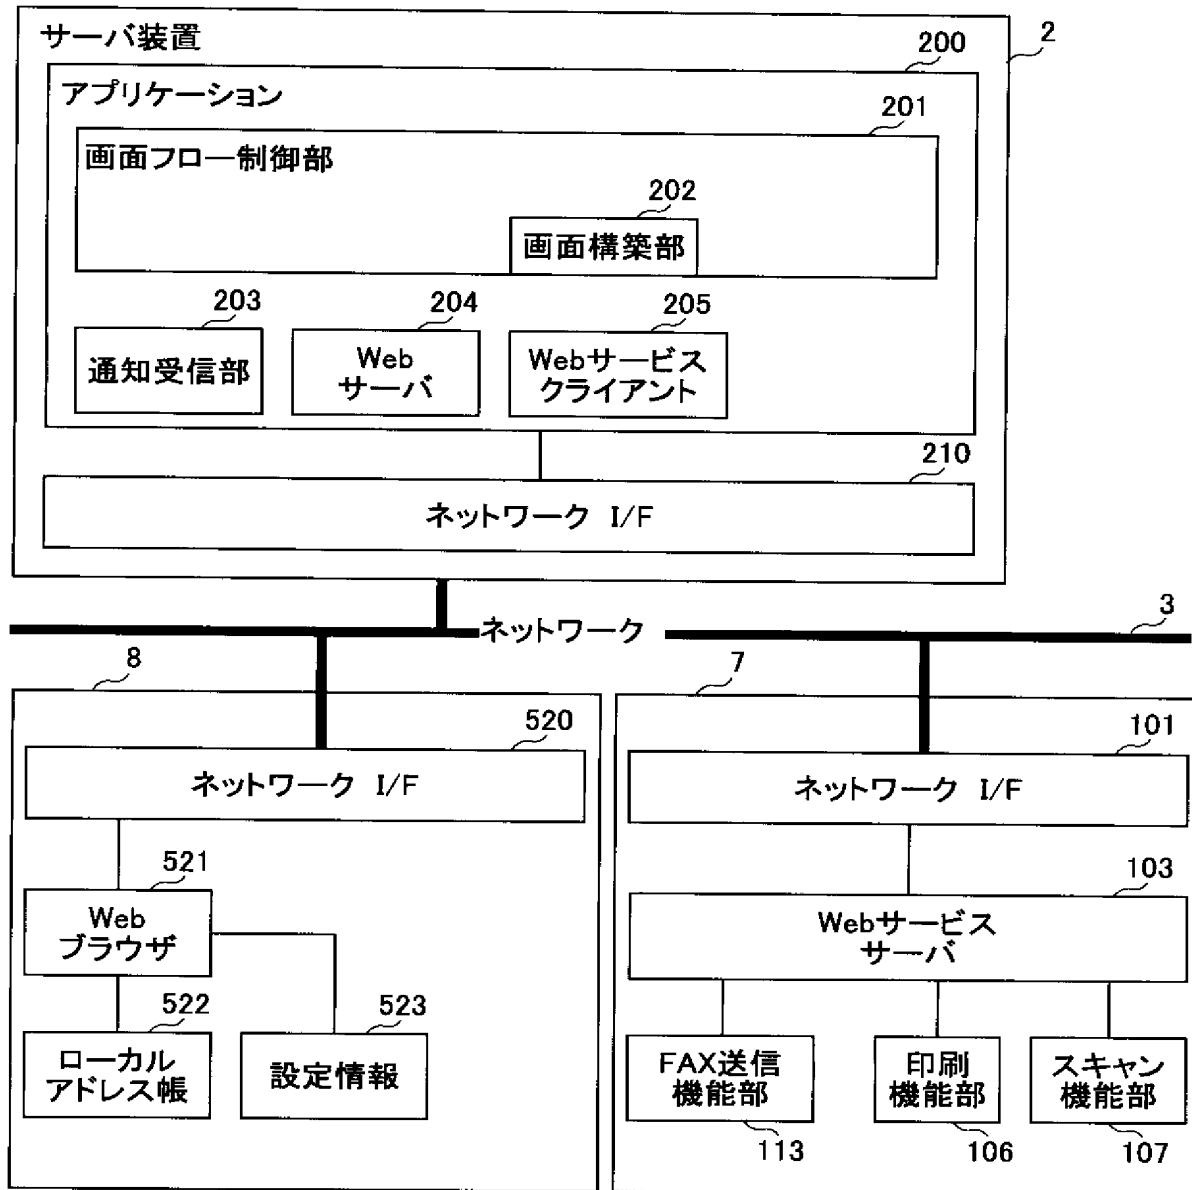 サーバ装置
2
200
アプリケーション
201
画面フロー制御部
202
画面構築部
203
204
205
通知受信部
Web
サーバ
Webサービス
クライアント
210
ネットワーク I/F
ネットワーク
3
8
7
520
ネットワーク I/F
101
ネットワーク I/F
521
Web
ブラウザ
103
Webサービス
サーバ
522
ローカル
アドレス帳
523
設定情報
FAX送信
機能部
印刷
機能部
スキャン
機能部
113
106
107